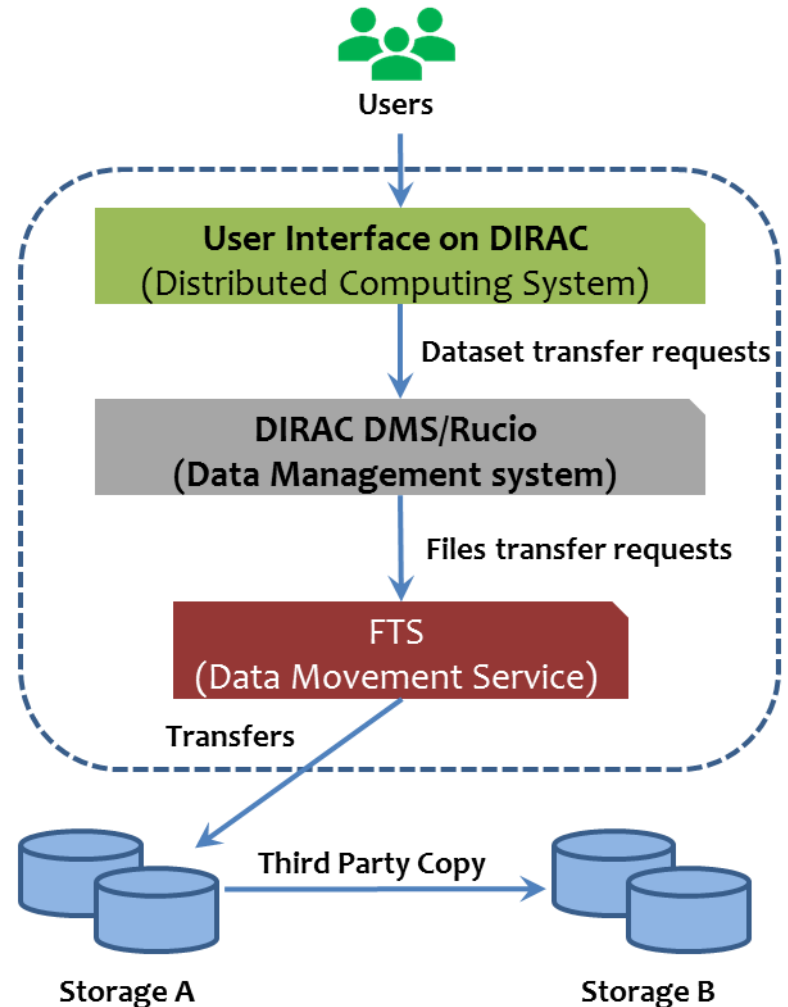 Users
User Interface on DIRAC
(Distributed Computing System)
Dataset transfer requests
DIRAC DMS/Rucio
(Data Management system)
Files transfer requests
FTS
(Data Movement Service)
Transfers
Third Party Copy
Storage A
Storage B